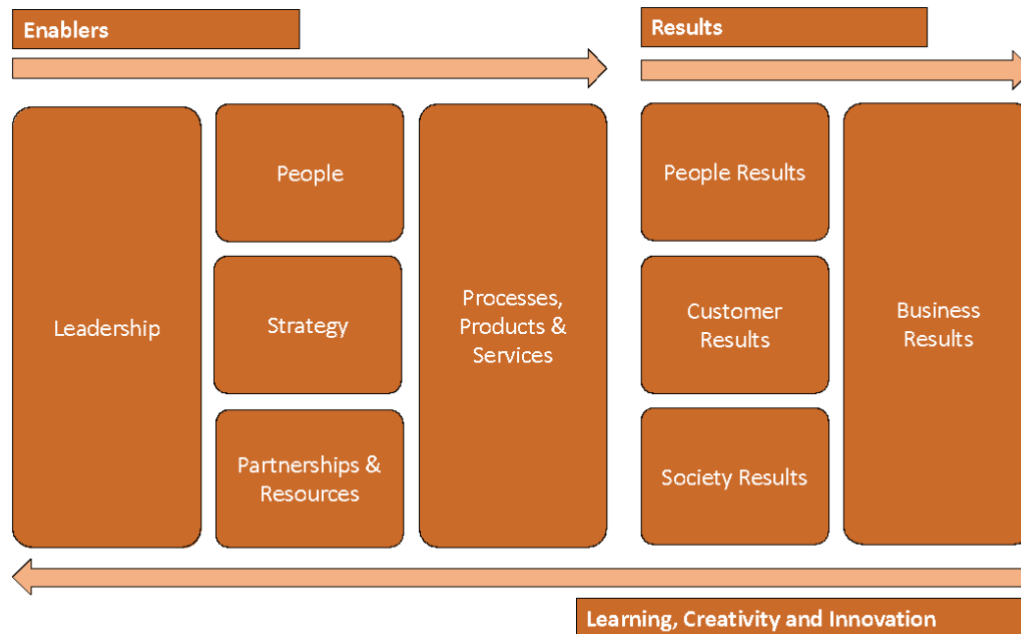 Enablers
Results
Leadership
People
Strategy
Partnerships &
Resources
Processes,
Products &
Services
People Results
Customer
Results
Society Results
Business
Results
Learning, Creativity and Innovation